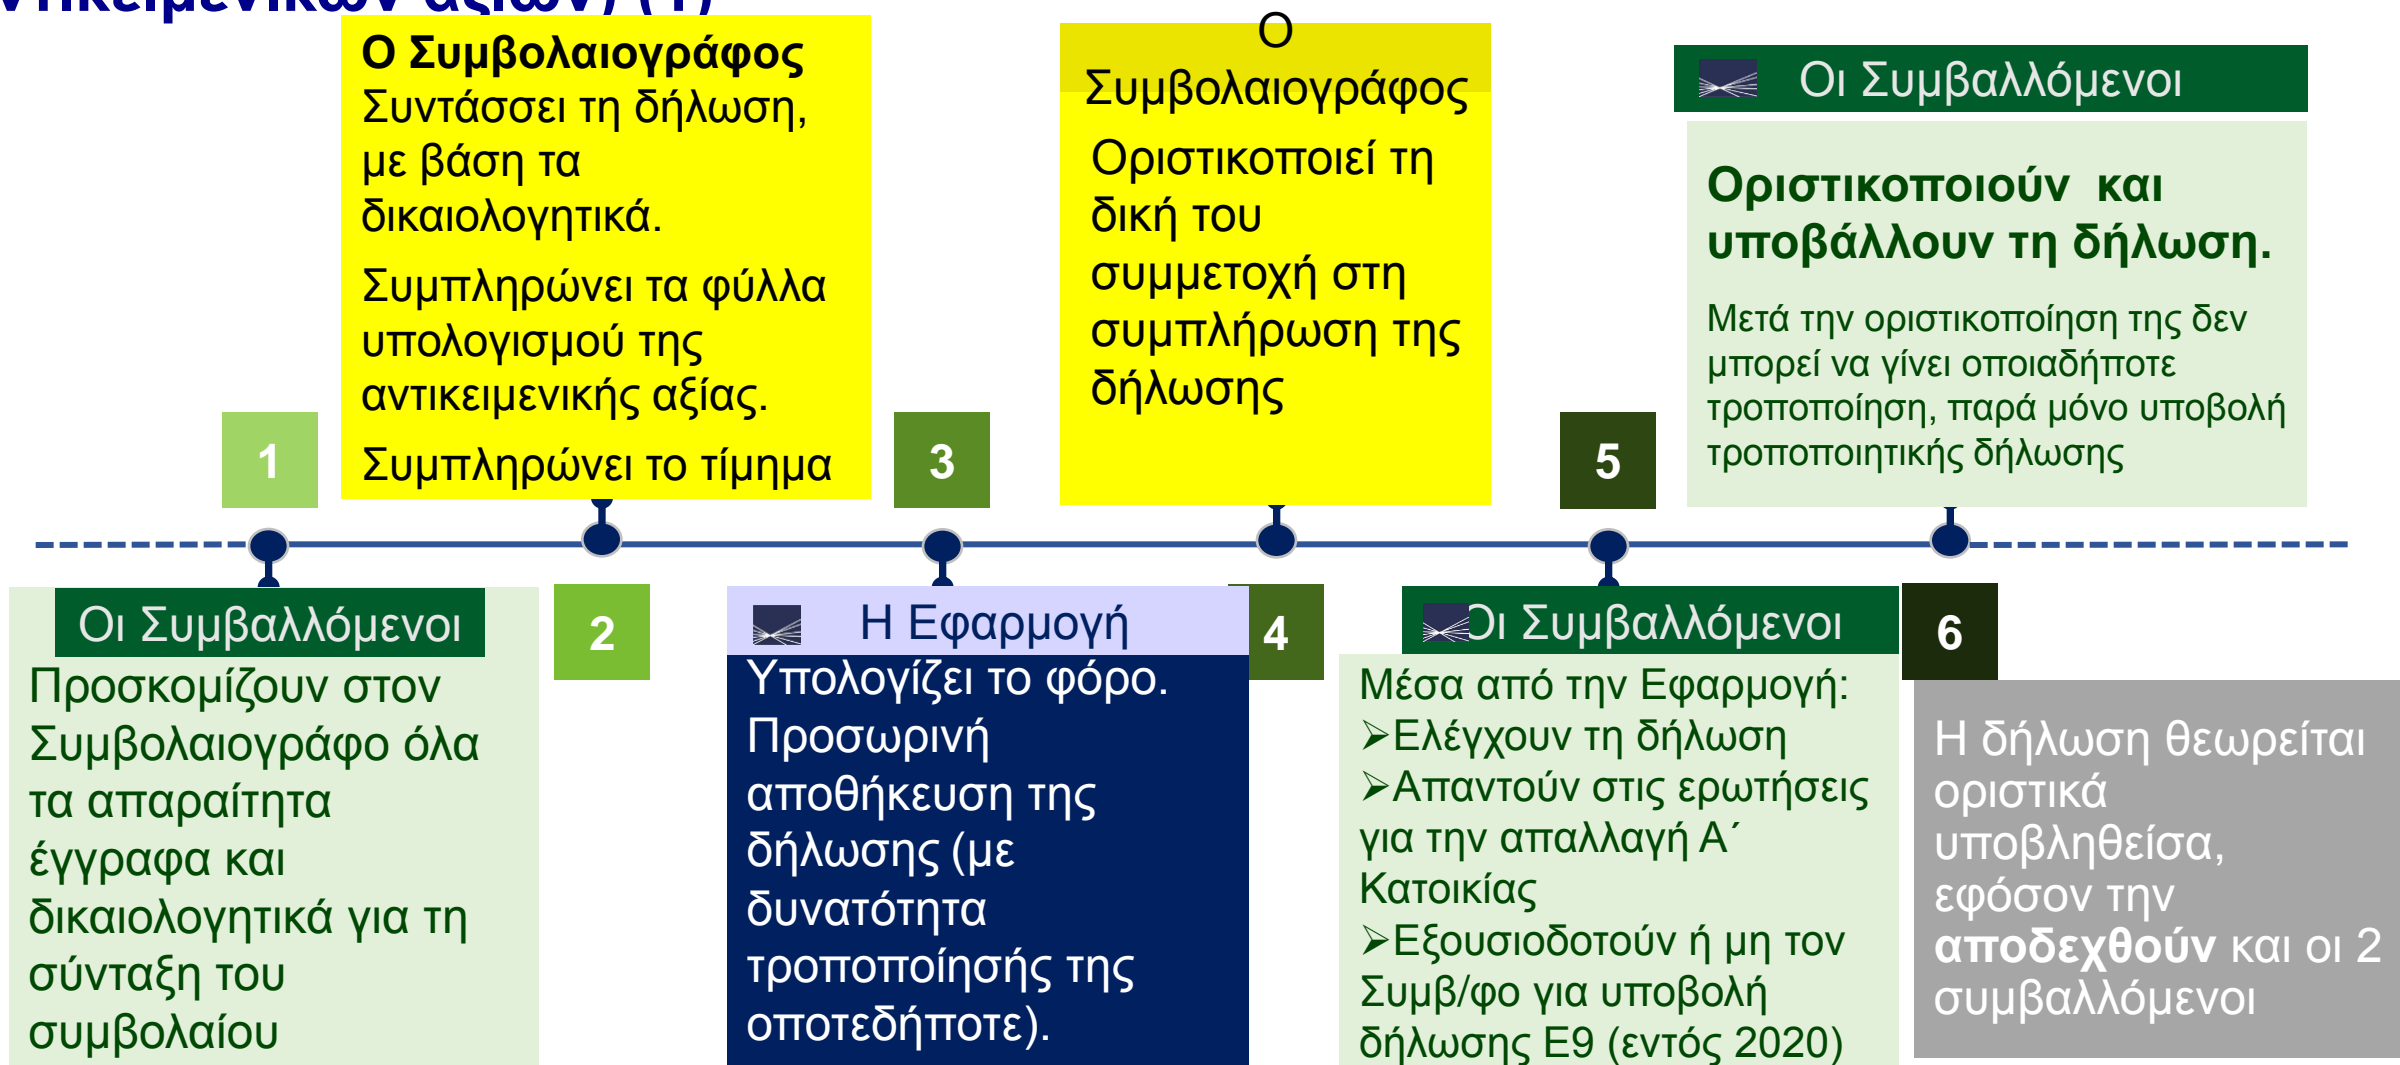 ντικειμενικών αξιών) (1)
Ο Συμβολαιογράφος
Συντάσσει τη δήλωση,
με βάση τα
δικαιολογητικά.
Συμπληρώνει τα φύλλα
υπολογισμού της
αντικειμενικής αξίας.
Συμπληρώνει το τίμημα
Ο
Συμβολαιογράφος
Οριστικοποιεί τη
δική του
συμμετοχή στη
συμπλήρωση της
δήλωσης
Οι Συμβαλλόμενοι
Οριστικοποιούν και
υποβάλλουν τη δήλωση.
Μετά την οριστικοποίηση της δεν
μπορεί να γίνει οποιαδήποτε
τροποποίηση, παρά μόνο υποβολή
τροποποιητικής δήλωσης
1
3
5
Οι Συμβαλλόμενοι
Προσκομίζουν στον
Συμβολαιογράφο όλα
τα απαραίτητα
έγγραφα και
δικαιολογητικά για τη
σύνταξη του
συμβολαίου
2
Η Εφαρμογή
Υπολογίζει το φόρο.
Προσωρινή
αποθήκευση της
δήλωσης (με
δυνατότητα
τροποποίησής της
οποτεδήποτε).
4
Οι Συμβαλλόμενοι
Μέσα από την Εφαρμογή:
➢Ελέγχουν τη δήλωση
➢Απαντούν στις ερωτήσεις
για την απαλλαγή Α΄
Κατοικίας
➢Εξουσιοδοτούν ή μη τον
Συμβ/φο για υποβολή
δήλωσης Ε9 (εντός 2020)
6
Η δήλωση θεωρείται
οριστικά
υποβληθείσα,
εφόσον την
αποδεχθούν και οι 2
συμβαλλόμενοι